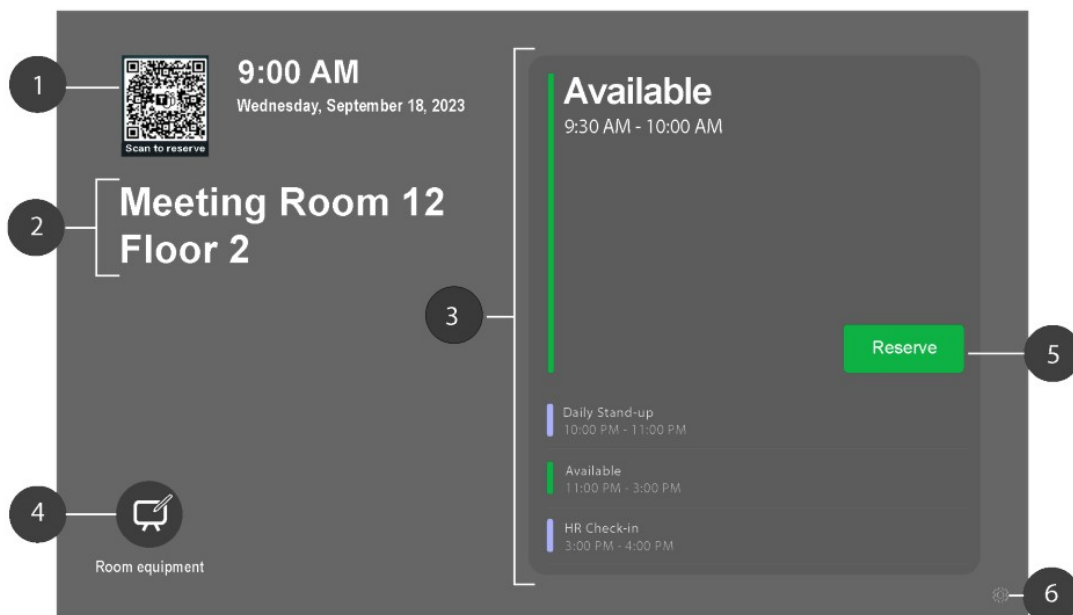 1
9:00 AM
Wednesday, September 18, 2023
Scan to reserve
2
Meeting Room 12
Floor 2
3
Available
9:30 AM - 10:00 AM
Reserve
5
Daily Stand-up
10:00 PM - 11:00 PM
Available
11:00 PM - 3:00 PM
HR Check-in
3:00 PM - 4:00 PM
4
Room equipment
6